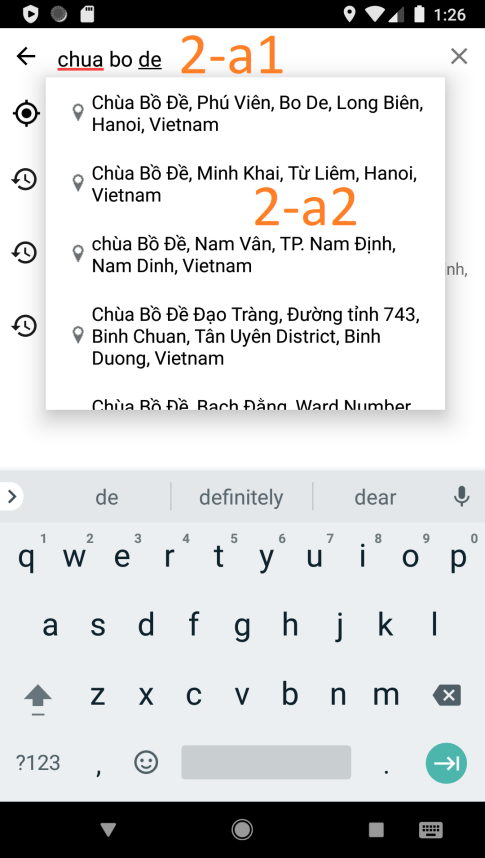 1:26
chua bo de
2-a1
Chùa Bồ Đề, Phú Viên, Bo De, Long Biên,
Hanoi, Vietnam
Chùa Bồ Đề, Minh Khai, Từ Liêm, Hanoi,
Vietnam
2-a2
chùa Bồ Đề, Nam Vân, TP. Nam Định,
Nam Dinh, Vietnam
nh,
Chùa Bồ Đề Đạo Tràng, Đường tỉnh 743,
Binh Chuan, Tân Uyên District, Binh
Duong, Vietnam
Chùa Bồ Đề, Bạch Đằng, Ward Number
de definitely dear
1 2 3 4 5 6 7 8 9 0
q w e r t y u i o p
a s d f g h j k l
z x c v b n m
?123 , .